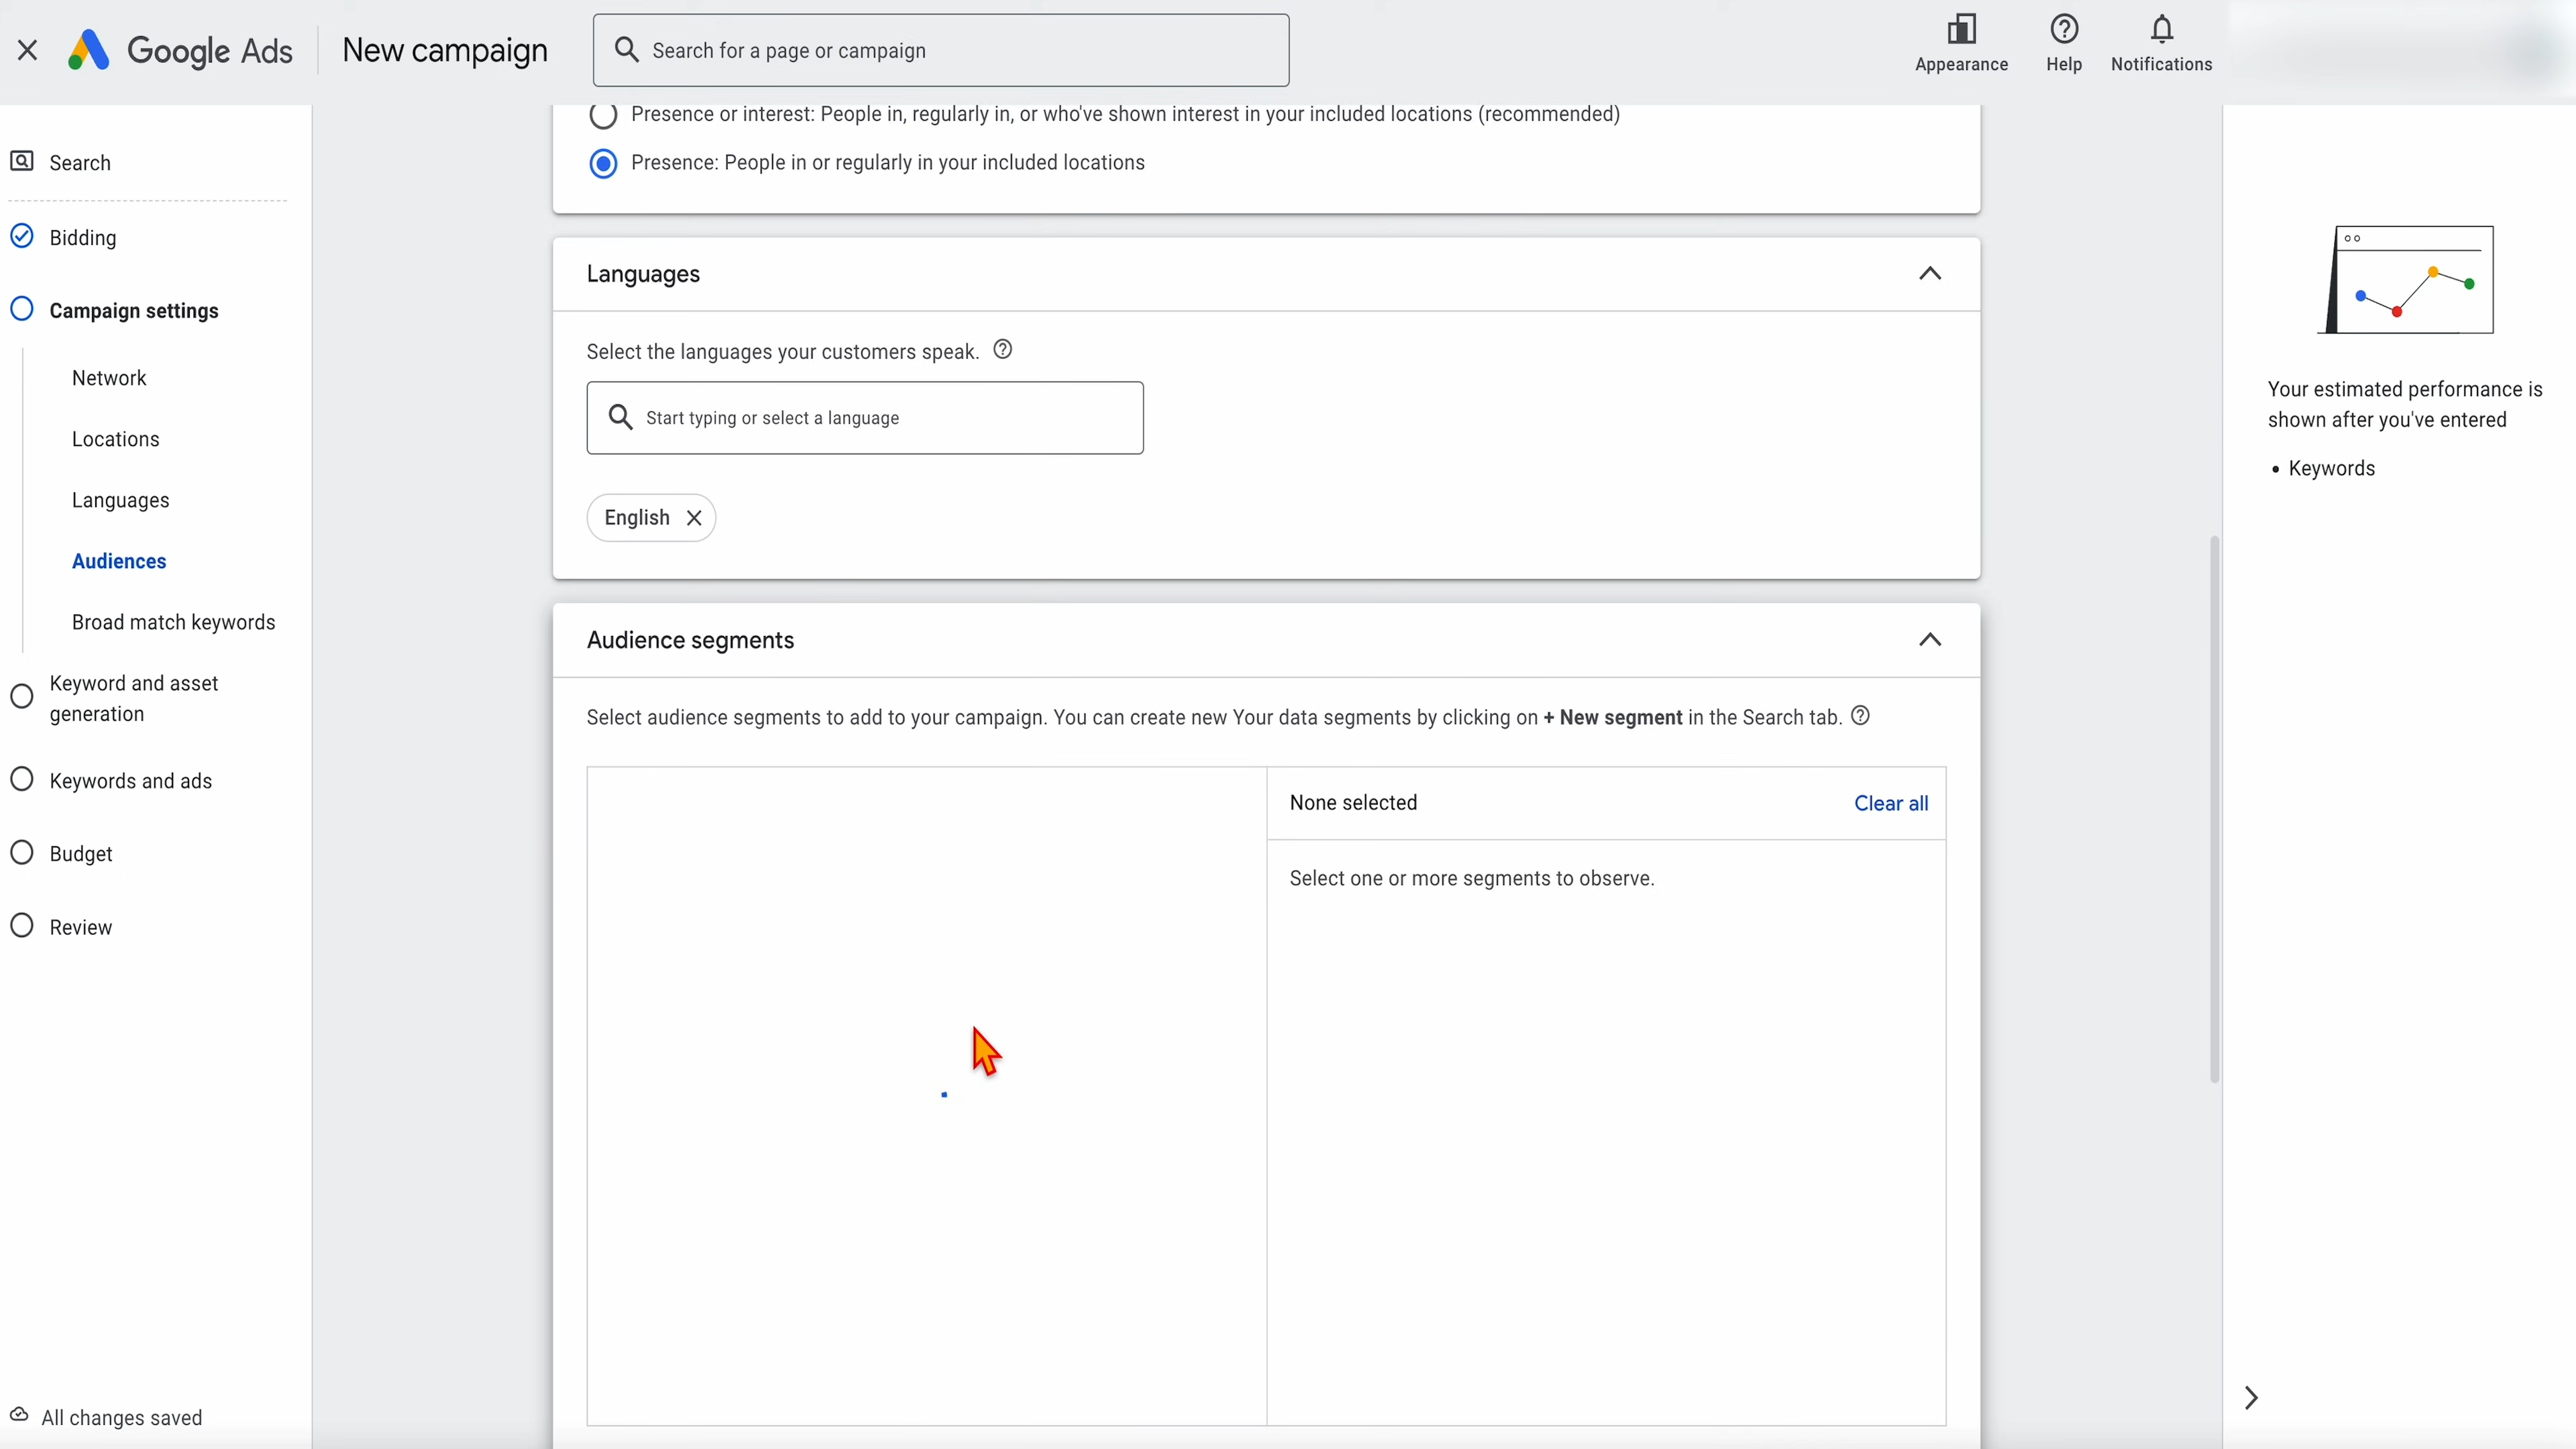 Google Ads
New campaign
Search for a page or campaign
Appearance
Help
Notifications
Search
Bidding
Campaign settings
Network
Locations
Languages
Audiences
Broad match keywords
Keyword and asset
generation
Keywords and ads
Budget
Review
All changes saved
Presence or interest: People in, regularly in, or who've shown interest in your included locations (recommended)
Presence: People in or regularly in your included locations
Languages
Select the languages your customers speak.
Start typing or select a language
English
Audience segments
Select audience segments to add to your campaign. You can create new Your data segments by clicking on + New segment in the Search tab.
None selected
Clear all
Select one or more segments to observe.
Your estimated performance is
shown after you've entered
• Keywords